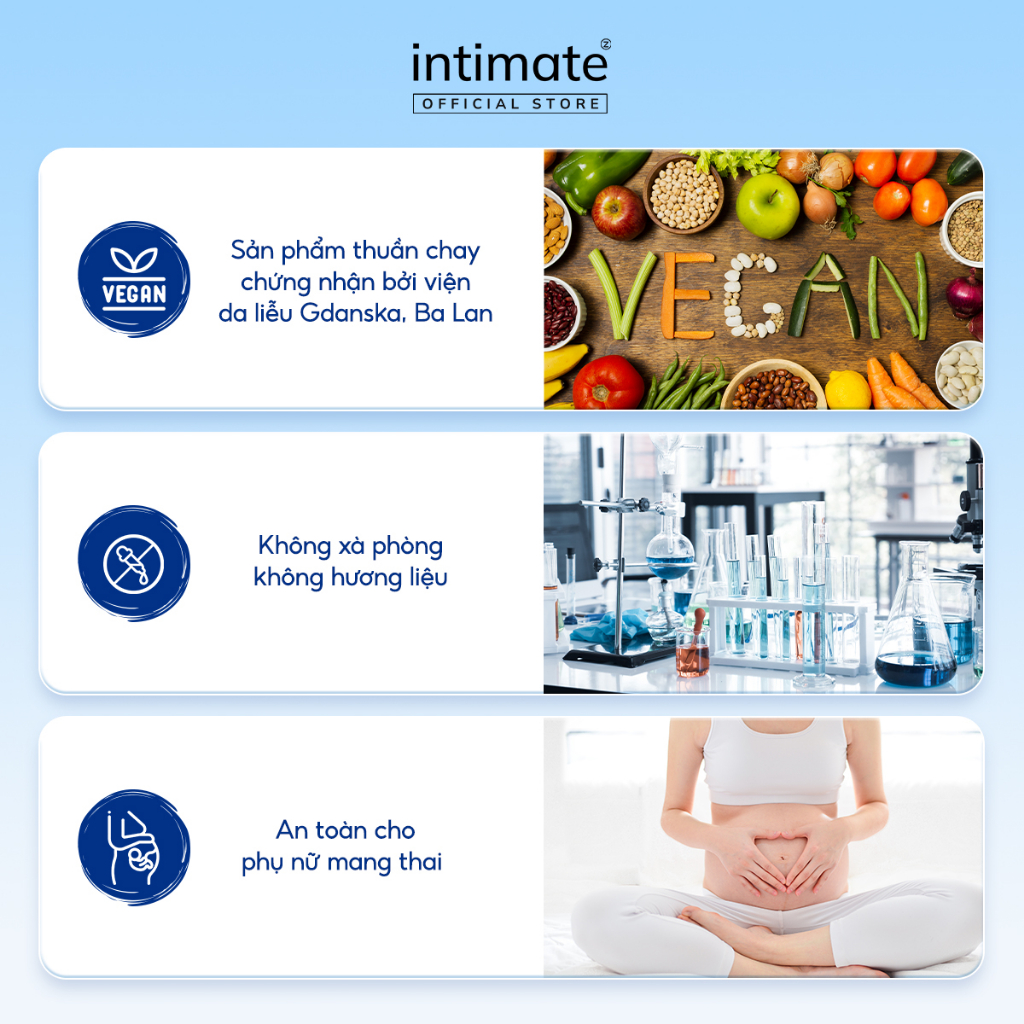 intimate
OFFICIAL STORE
VEGAN
Sản phẩm thuần chay
chứng nhận bởi viện
da liễu Gdanska, Ba Lan
VEGAN
Không xà phòng
không hương liệu
An toàn cho
phụ nữ mang thai